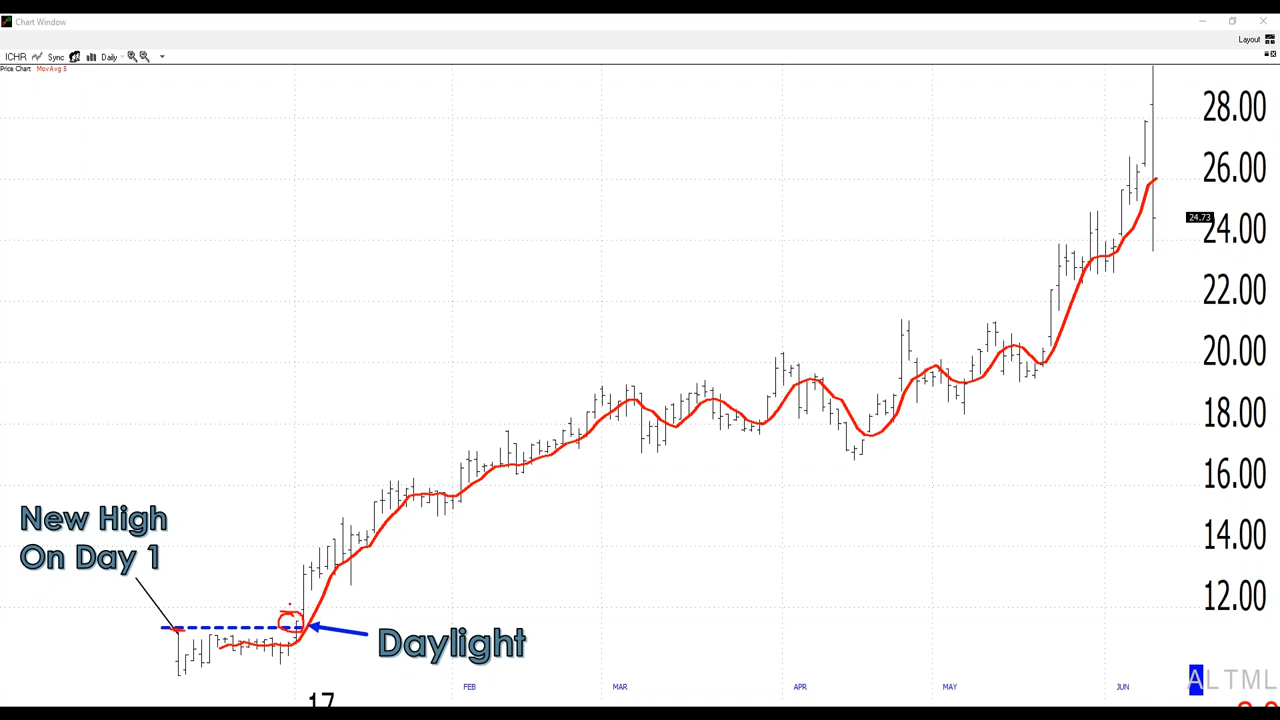 Chart Window
Layout
ICHR Sync Daily
Price Chart MovAvg 5
28.00
26.00
24.73
24.00
22.00
20.00
18.00
16.00
New High
On Day 1
14.00
12.00
Daylight
ALTML
FEB MAR APR MAY JUN
17